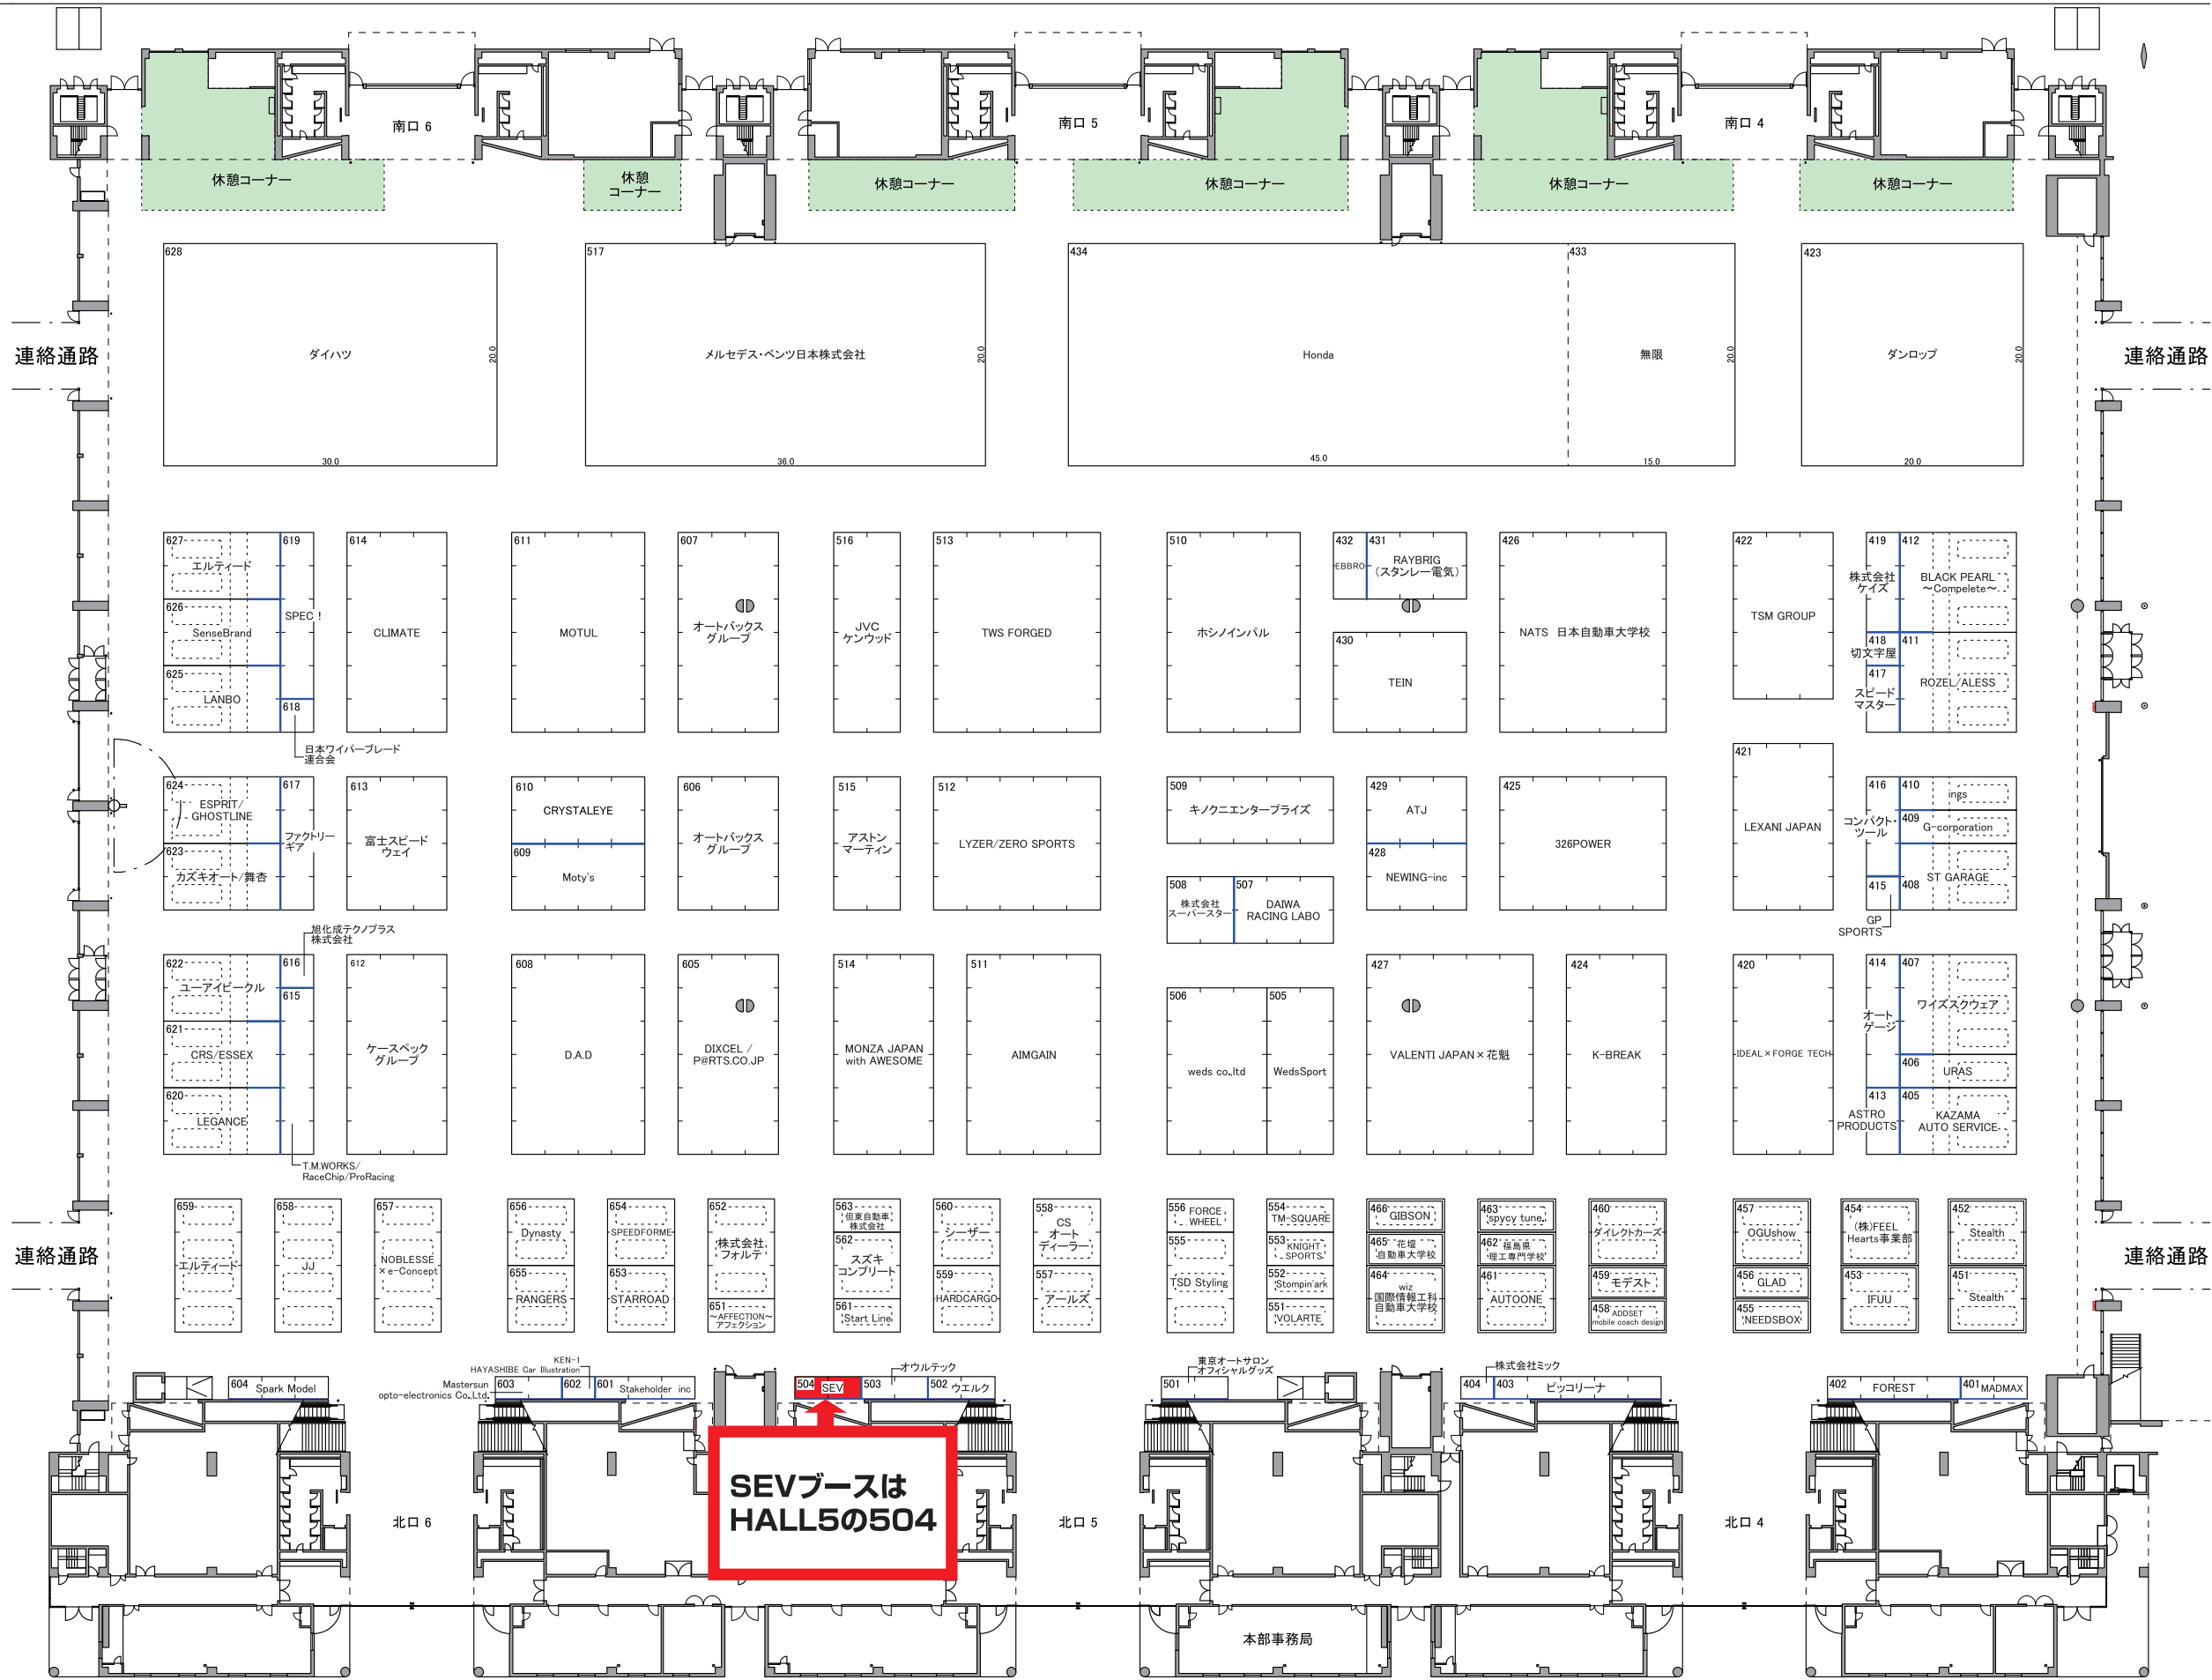 南口 6
南口 5
南口 4
休憩コーナー
休憩
コーナー
休憩コーナー
休憩コーナー
休憩コーナー
休憩コーナー
連絡通路
連絡通路
628
ダイハツ
20.0
30.0
517
メルセデス・ベンツ日本株式会社
20.0
36.0
434
Honda
45.0
433
無限
20.0
15.0
423
ダンロップ
20.0
20.0
627
エルティード
626
SenseBrand
625
LANBO
619
SPEC !
618
日本ワイパーブレード
連合会
614
CLIMATE
611
MOTUL
607
オートバックス
グループ
516
JVC
ケンウッド
513
TWS FORGED
510
ホシノインパル
432
EBBRO
431
RAYBRIG
(スタンレー電気)
430
TEIN
426
NATS 日本自動車大学校
422
TSM GROUP
419
株式会社
ケイズ
418
切文字屋
417
スピード
マスター
412
BLACK PEARL
～Compelete～
411
ROZEL/ALESS
624
ESPRIT/
GHOSTLINE
623
カズキオート/舞杏
617
ファクトリー
ギア
613
富士スピード
ウェイ
610
CRYSTALEYE
609
Moty's
606
オートバックス
グループ
515
アストン
マーティン
512
LYZER/ZERO SPORTS
509
キノクニエンタープライズ
508
株式会社
スーパースター
507
DAIWA
RACING LABO
429
ATJ
428
NEWING-inc
425
326POWER
421
LEXANI JAPAN
416
コンパクト・
ツール
415
GP
SPORTS
410
ings
409
G-corporation
408
ST GARAGE
622
ユーアイビークル
621
CRS/ESSEX
620
LEGANCE
616
旭化成テクノプラス
株式会社
615
T.M.WORKS/
RaceChip/ProRacing
612
ケースペック
グループ
608
D.A.D
605
DIXCEL /
P@RTS.CO.JP
514
MONZA JAPAN
with AWESOME
511
AIMGAIN
506
weds co.,ltd
505
WedsSport
427
VALENTI JAPAN×花魁
424
K-BREAK
420
IDEAL×FORGE TECH
414
オート
ゲージ
413
ASTRO
PRODUCTS
407
ワイズスクウェア
406
URAS
405
KAZAMA
AUTO SERVICE
連絡通路
連絡通路
659
エルティード
658
JJ
657
NOBLESSE
×e-Concept
656
Dynasty
655
RANGERS
654
SPEEDFORME
653
STARROAD
652
株式会社
フォルテ
651
～AFFECTION～
アフェクション
563
但東自動車
株式会社
562
スズキ
コンプリート
561
Start Line
560
シーザー
559
HARDCARGO
558
CS
オート
ディーラー
557
アールズ
556
FORCE
WHEEL
555
TSD Styling
554
TM-SQUARE
553
KNIGHT
SPORTS
552
Stompin'ark
551
VOLARTE
466
GIBSON
465
花壇
自動車大学校
464
wiz
国際情報工科
自動車大学校
463
spycy tune.
462
福島県
理工専門学校
461
AUTOONE
460
ダイレクトカーズ
459
モデスト
458
ADDSET
mobile coach design
457
OGUshow
456
GLAD
455
NEEDSBOX
454
(株)FEEL
Hearts事業部
453
IFUU
452
Stealth
451
Stealth
604
Spark Model
Mastersun
opto-electronics Co.,Ltd.
603
KEN-1
HAYASHIBE Car Illustration
602
601
Stakeholder inc
504
SEV
503
オウルテック
502
ウエルク
501
東京オートサロン
オフィシャルグッズ
404
株式会社ミック
403
ピッコリーナ
402
FOREST
401
MADMAX
SEVブースは
HALL5の504
北口 6
北口 5
北口 4
本部事務局